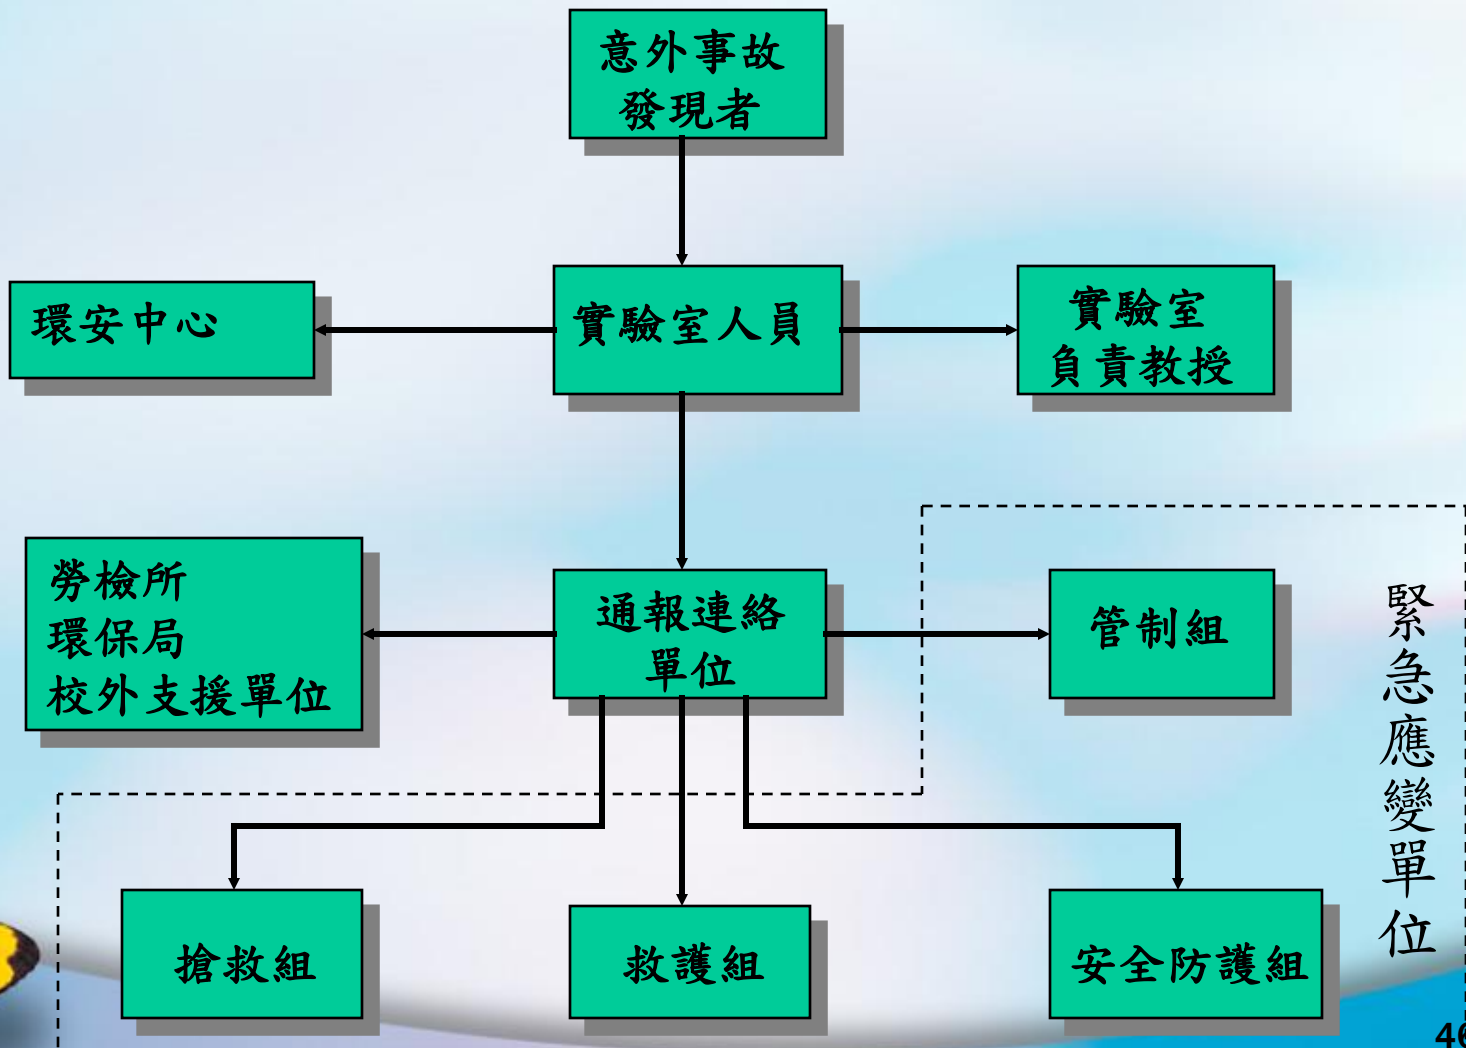 意外事故
發現者
環安中心
實驗室人員
實驗室
負責教授
勞檢所
環保局
校外支援單位
通報連絡
單位
管制組
緊急應變單位
搶救組
救護組
安全防護組
46